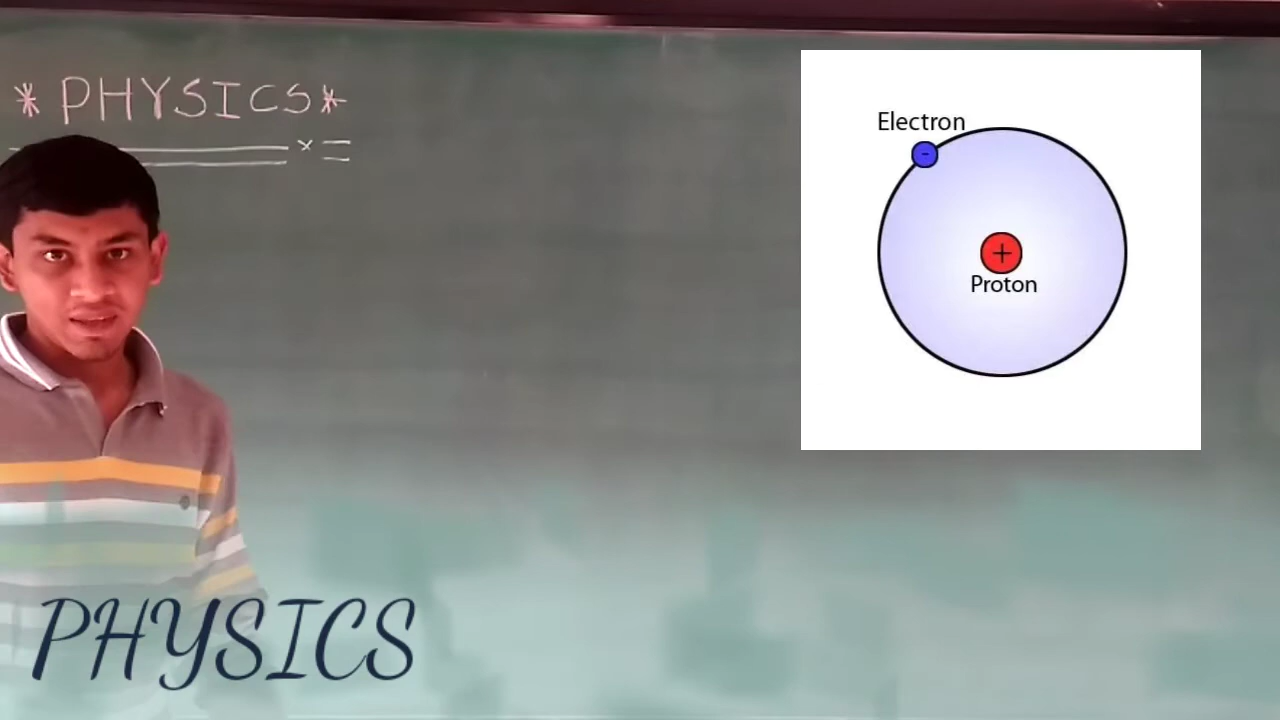 * PHYSICS *
× =
Electron
-
+
Proton
PHYSICS